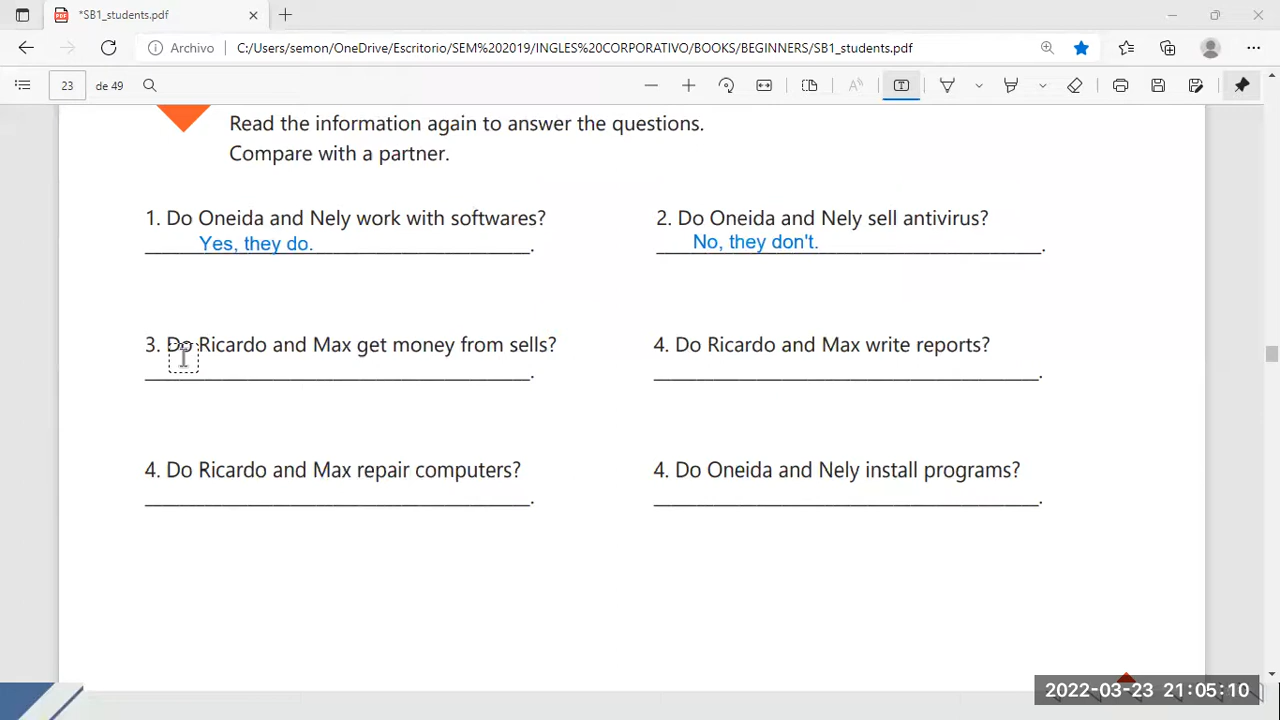 *SB1_students.pdf
Archivo C:/Users/semon/OneDrive/Escritorio/SEM%202019/INGLES%20CORPORATIVO/BOOKS/BEGINNERS/SB1_students.pdf
23 de 49
Read the information again to answer the questions.
Compare with a partner.
1. Do Oneida and Nely work with softwares?
Yes, they do.
2. Do Oneida and Nely sell antivirus?
No, they don't.
3. Do Ricardo and Max get money from sells?
4. Do Ricardo and Max write reports?
4. Do Ricardo and Max repair computers?
4. Do Oneida and Nely install programs?
2022-03-23 21:05:10